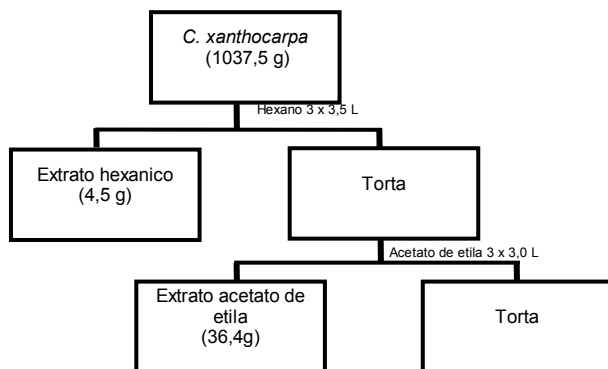 C. xanthocarpa
(1037,5 g)
Hexano 3 x 3,5 L
Extrato hexanico
(4,5 g)
Torta
Acetato de etila 3 x 3,0 L
Extrato acetato de
etila
(36,4g)
Torta